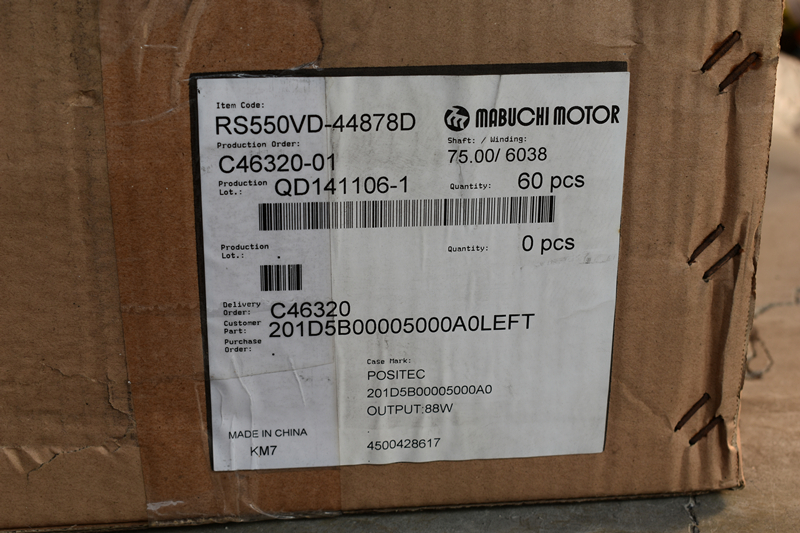 Item Code:
RS550VD-44878D
MABUCHI MOTOR
Production Order:
C46320-01
Shaft: / Winding:
75.00/ 6038
Production Lot.:
QD141106-1
Quantity:
60 pcs
Production Lot.:
Quantity:
0 pcs
Delivery Order:
C46320
Customer Part:
201D5B00005000A0LEFT
Purchase Order:
Case Mark:
POSITEC
201D5B00005000A0
OUTPUT:88W
MADE IN CHINA
KM7
4500428617